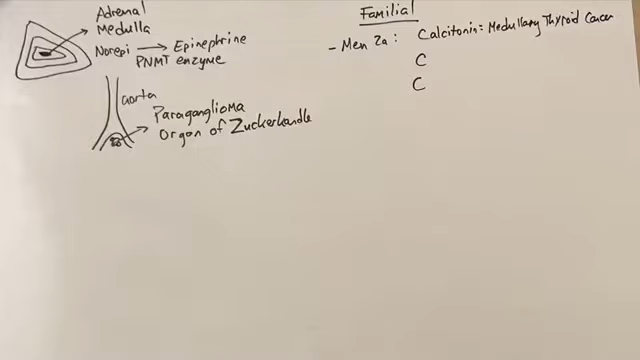 Adrenal
Medulla
Norepi → Epinephrine
PNMT enzyme
aorta
Paraganglioma
Organ of Zuckerkandle
Familial
- Men 2a: Calcitonin: Medullary Thyroid Cancer
C
C